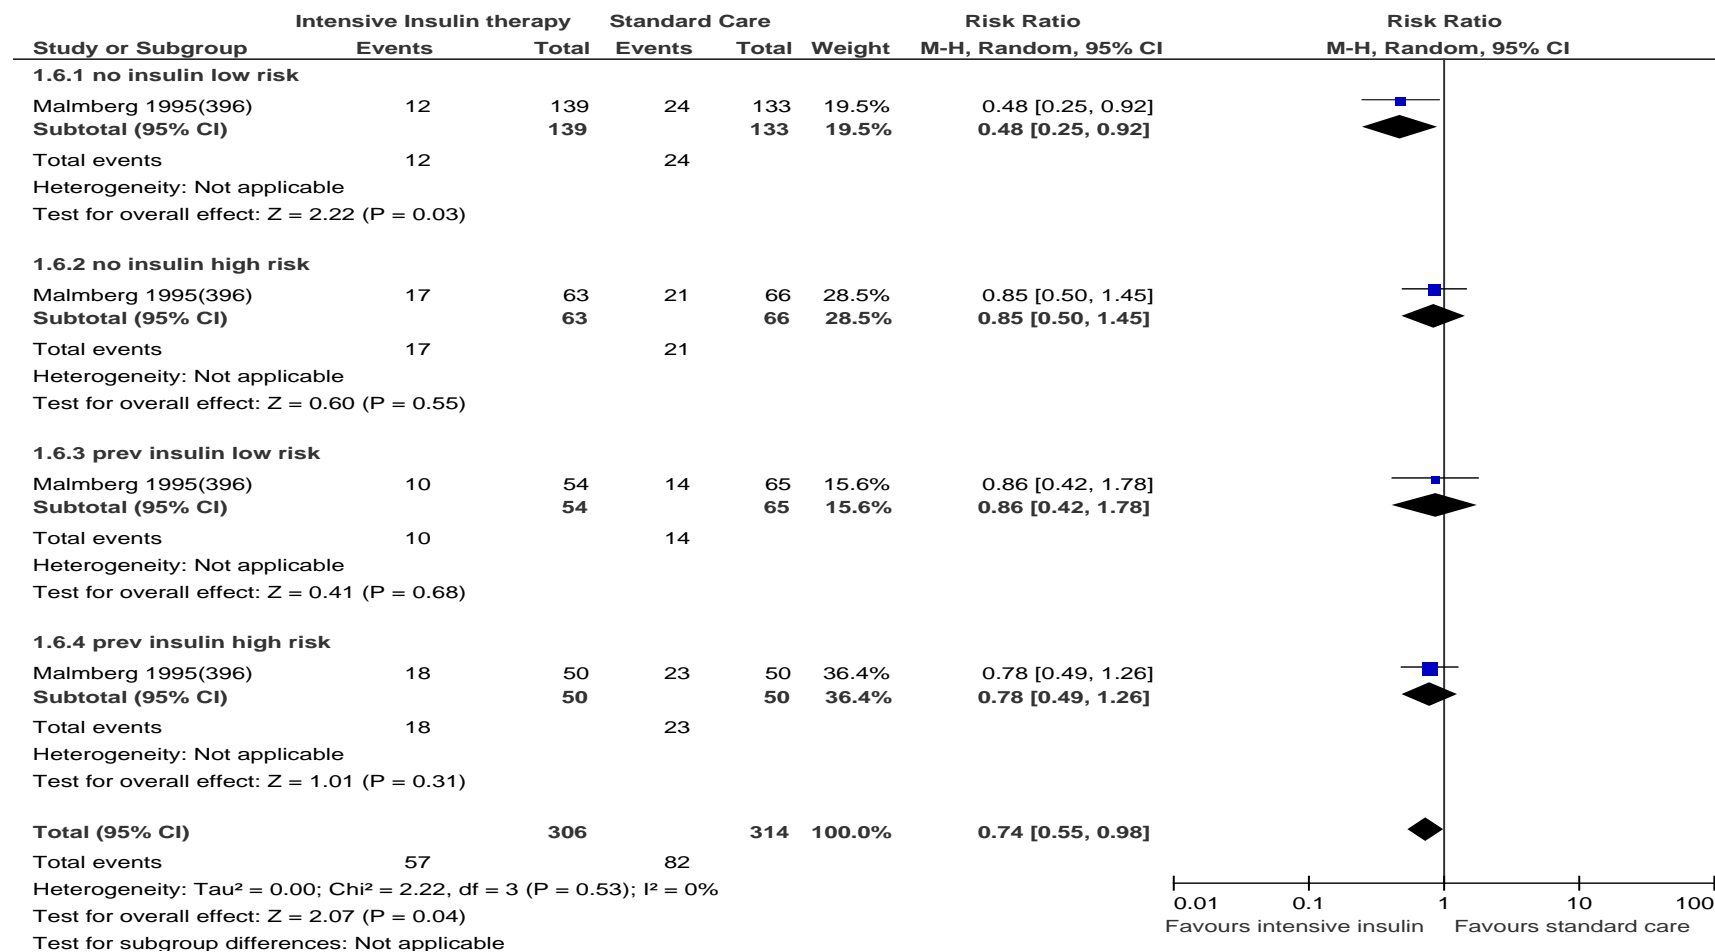 Intensive Insulin therapy Standard Care Risk Ratio Risk Ratio
Study or Subgroup Events Total Events Total Weight M-H, Random, 95% CI M-H, Random, 95% CI
1.6.1 no insulin low risk
Malmberg 1995(396) 12 139 24 133 19.5% 0.48 [0.25, 0.92]
Subtotal (95% CI) 139 133 19.5% 0.48 [0.25, 0.92]
Total events 12 24
Heterogeneity: Not applicable
Test for overall effect: Z = 2.22 (P = 0.03)
1.6.2 no insulin high risk
Malmberg 1995(396) 17 63 21 66 28.5% 0.85 [0.50, 1.45]
Subtotal (95% CI) 63 66 28.5% 0.85 [0.50, 1.45]
Total events 17 21
Heterogeneity: Not applicable
Test for overall effect: Z = 0.60 (P = 0.55)
1.6.3 prev insulin low risk
Malmberg 1995(396) 10 54 14 65 15.6% 0.86 [0.42, 1.78]
Subtotal (95% CI) 54 65 15.6% 0.86 [0.42, 1.78]
Total events 10 14
Heterogeneity: Not applicable
Test for overall effect: Z = 0.41 (P = 0.68)
1.6.4 prev insulin high risk
Malmberg 1995(396) 18 50 23 50 36.4% 0.78 [0.49, 1.26]
Subtotal (95% CI) 50 50 36.4% 0.78 [0.49, 1.26]
Total events 18 23
Heterogeneity: Not applicable
Test for overall effect: Z = 1.01 (P = 0.31)
Total (95% CI) 306 314 100.0% 0.74 [0.55, 0.98]
Total events 57 82
Heterogeneity: Tau² = 0.00; Chi² = 2.22, df = 3 (P = 0.53); I² = 0%
Test for overall effect: Z = 2.07 (P = 0.04)
Test for subgroup differences: Not applicable
0.01 0.1 1 10 100
Favours intensive insulin Favours standard care